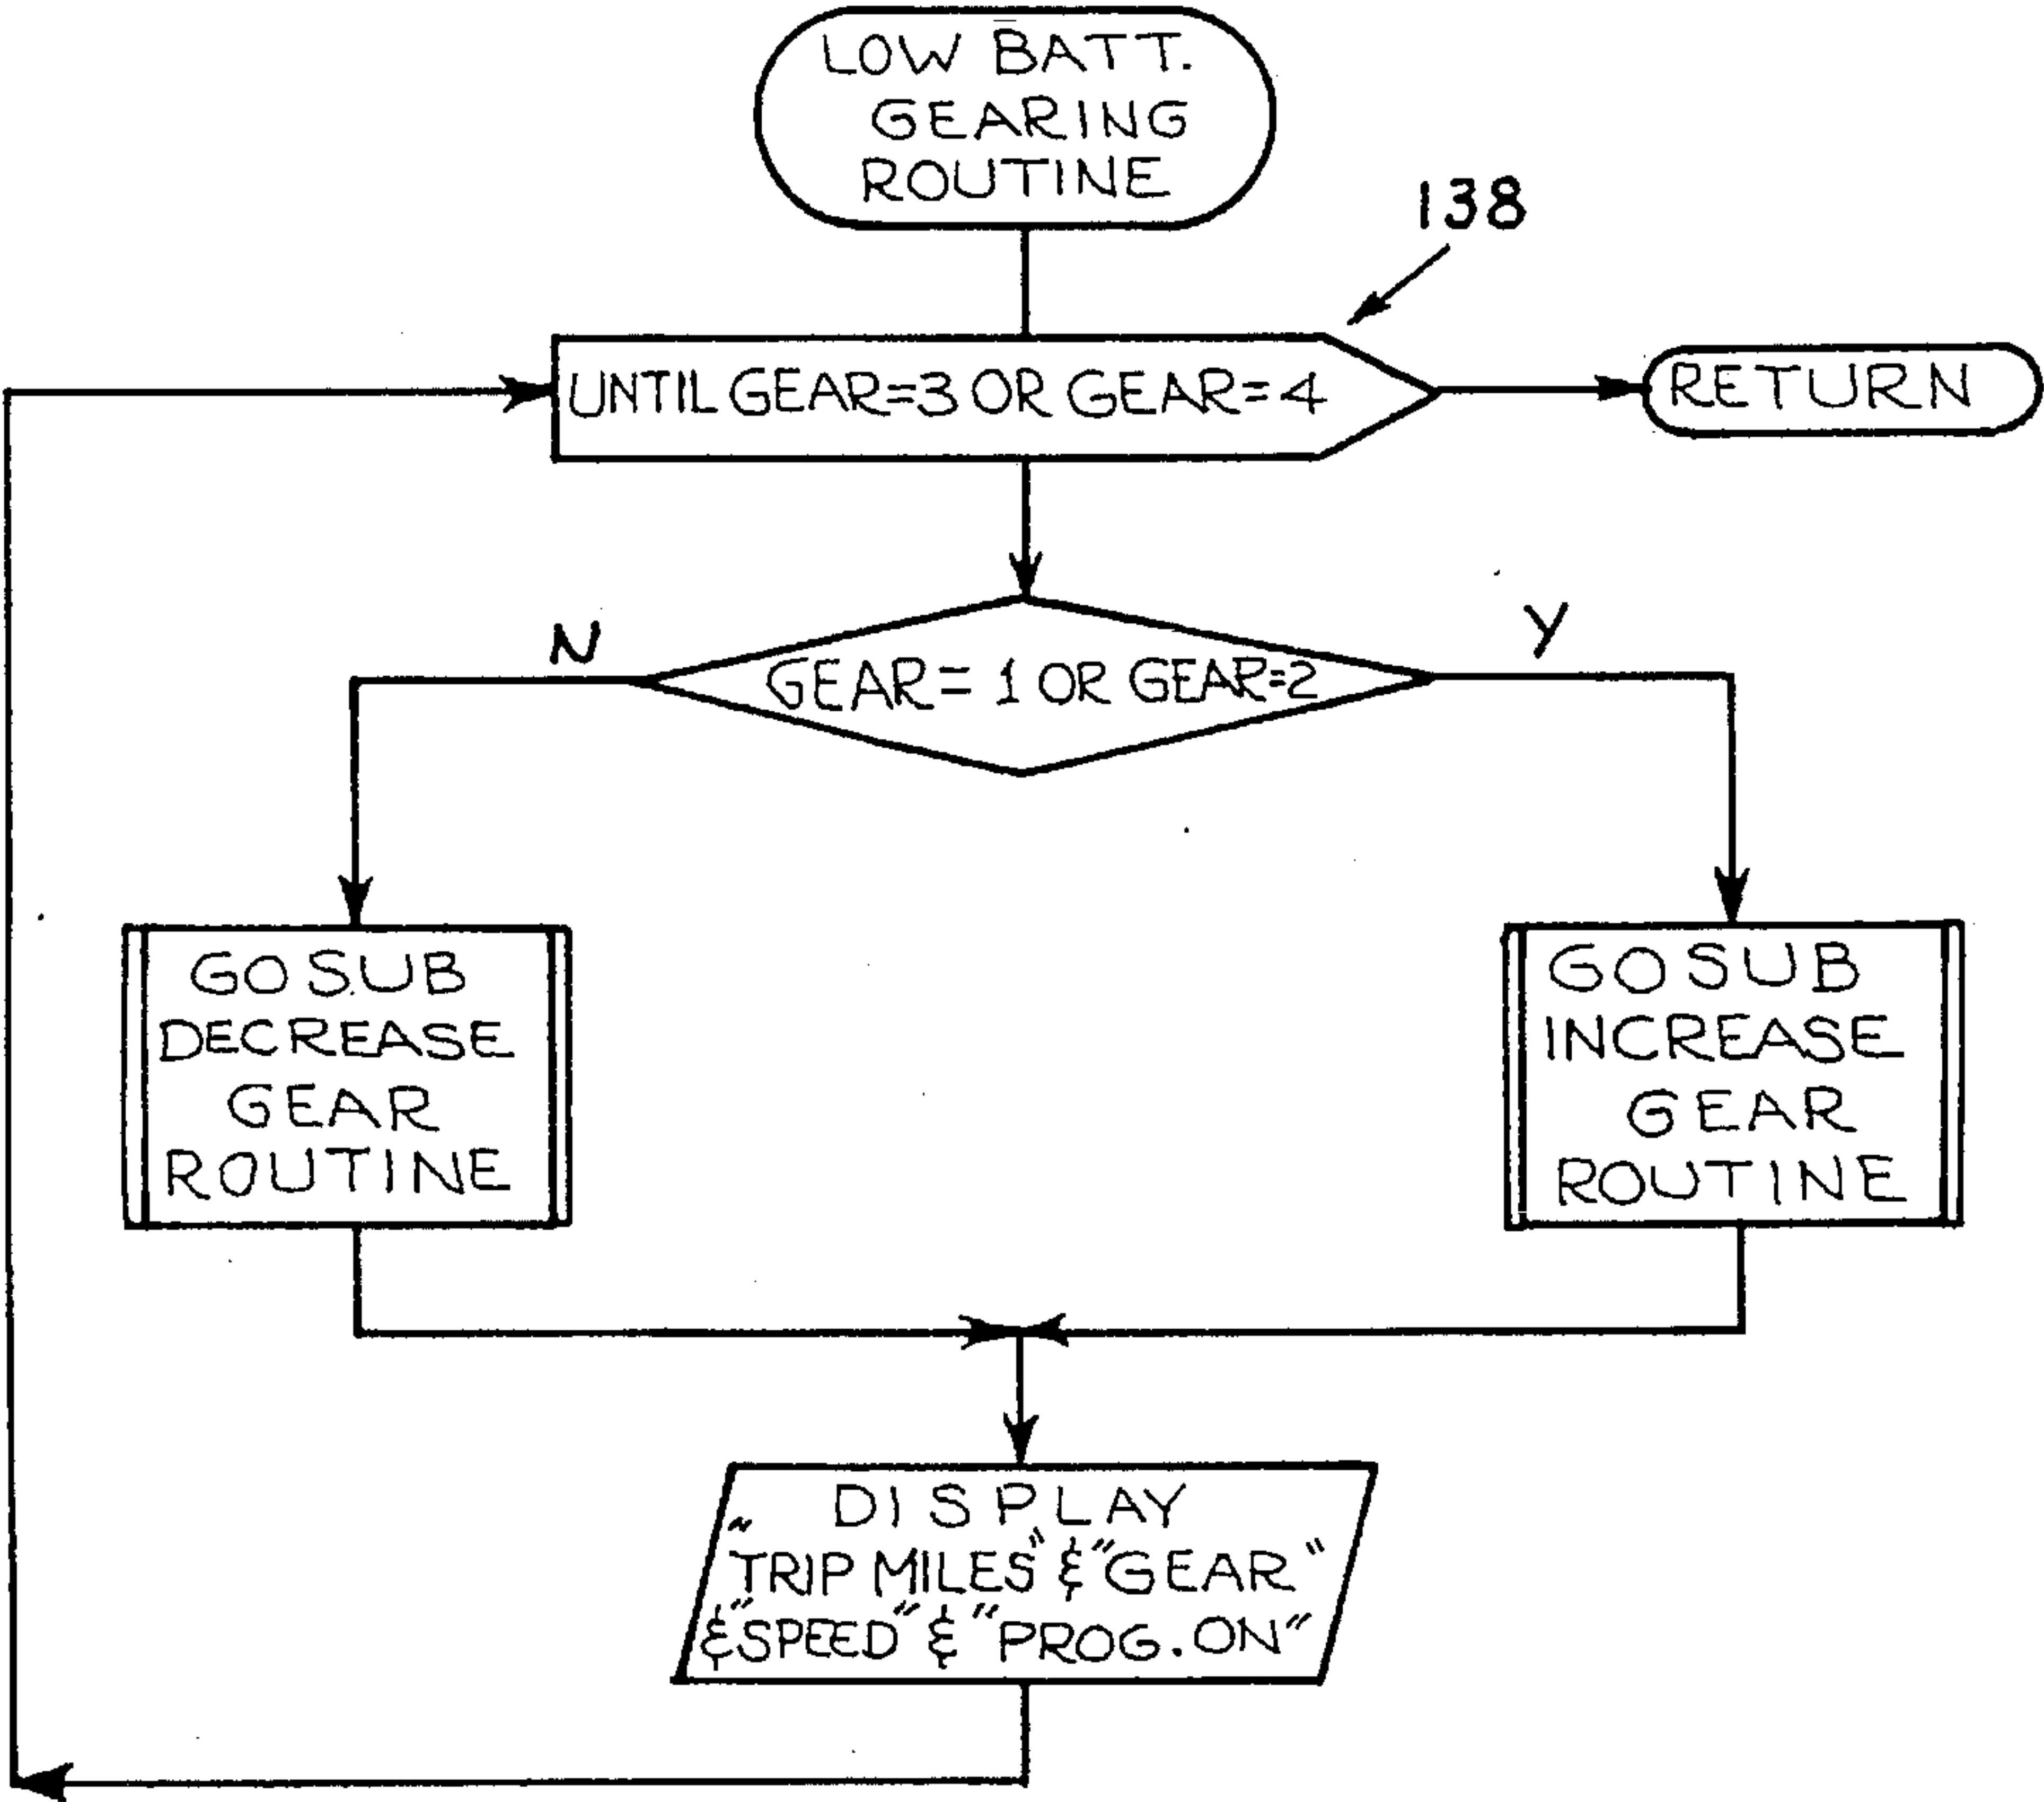 LOW BATT.
GEARING
ROUTINE
138
UNTIL GEAR=3 OR GEAR=4
RETURN
N
Y
GEAR= 1 OR GEAR=2
GO SUB
DECREASE
GEAR
ROUTINE
GO SUB
INCREASE
GEAR
ROUTINE
DISPLAY
"TRIP MILES" & "GEAR"
& "SPEED" & "PROG. ON"